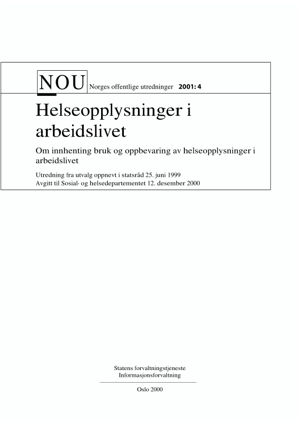 NOU Norges offentlige utredninger 2001: 4
Helseopplysninger i
arbeidslivet
Om innhenting bruk og oppbevaring av helseopplysninger i
arbeidslivet
Utredning fra utvalg oppnevt i statsråd 25. juni 1999
Avgitt til Sosial- og helsedepartementet 12. desember 2000
Statens forvaltningstjeneste
Informasjonsforvaltning
Oslo 2000